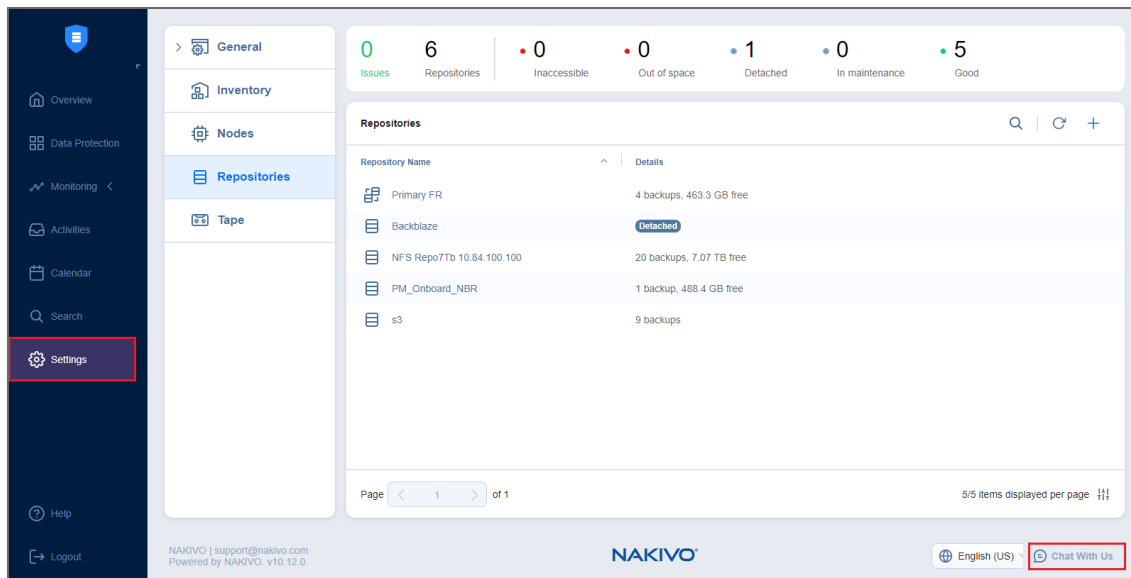 Overview
Data Protection
Monitoring
Activities
Calendar
Search
Settings
Help
Logout
General
Inventory
Nodes
Repositories
Tape
0 6 0 0 1 0 5
Issues Repositories Inaccessible Out of space Detached In maintenance Good
Repositories
Repository Name Details
Primary FR 4 backups, 463.3 GB free
Backblaze Detached
NFS Repo7Tb 10.84.100.100 20 backups, 7.07 TB free
PM_Onboard_NBR 1 backup, 488.4 GB free
s3 9 backups
Page 1 of 1 5/5 items displayed per page
NAKIVO | support@nakivo.com
Powered by NAKIVO. v10.12.0.
NAKIVO®
English (US) Chat With Us